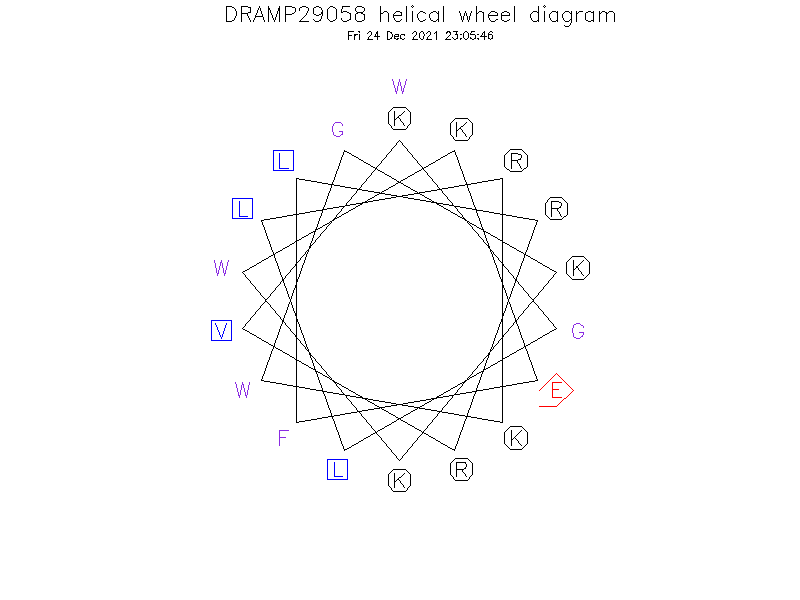 DRAMP29058 helical wheel diagram
Fri 24 Dec 2021 23:05:46
W
G K K
L R
L R
W K
V G
W E
F K
L K R